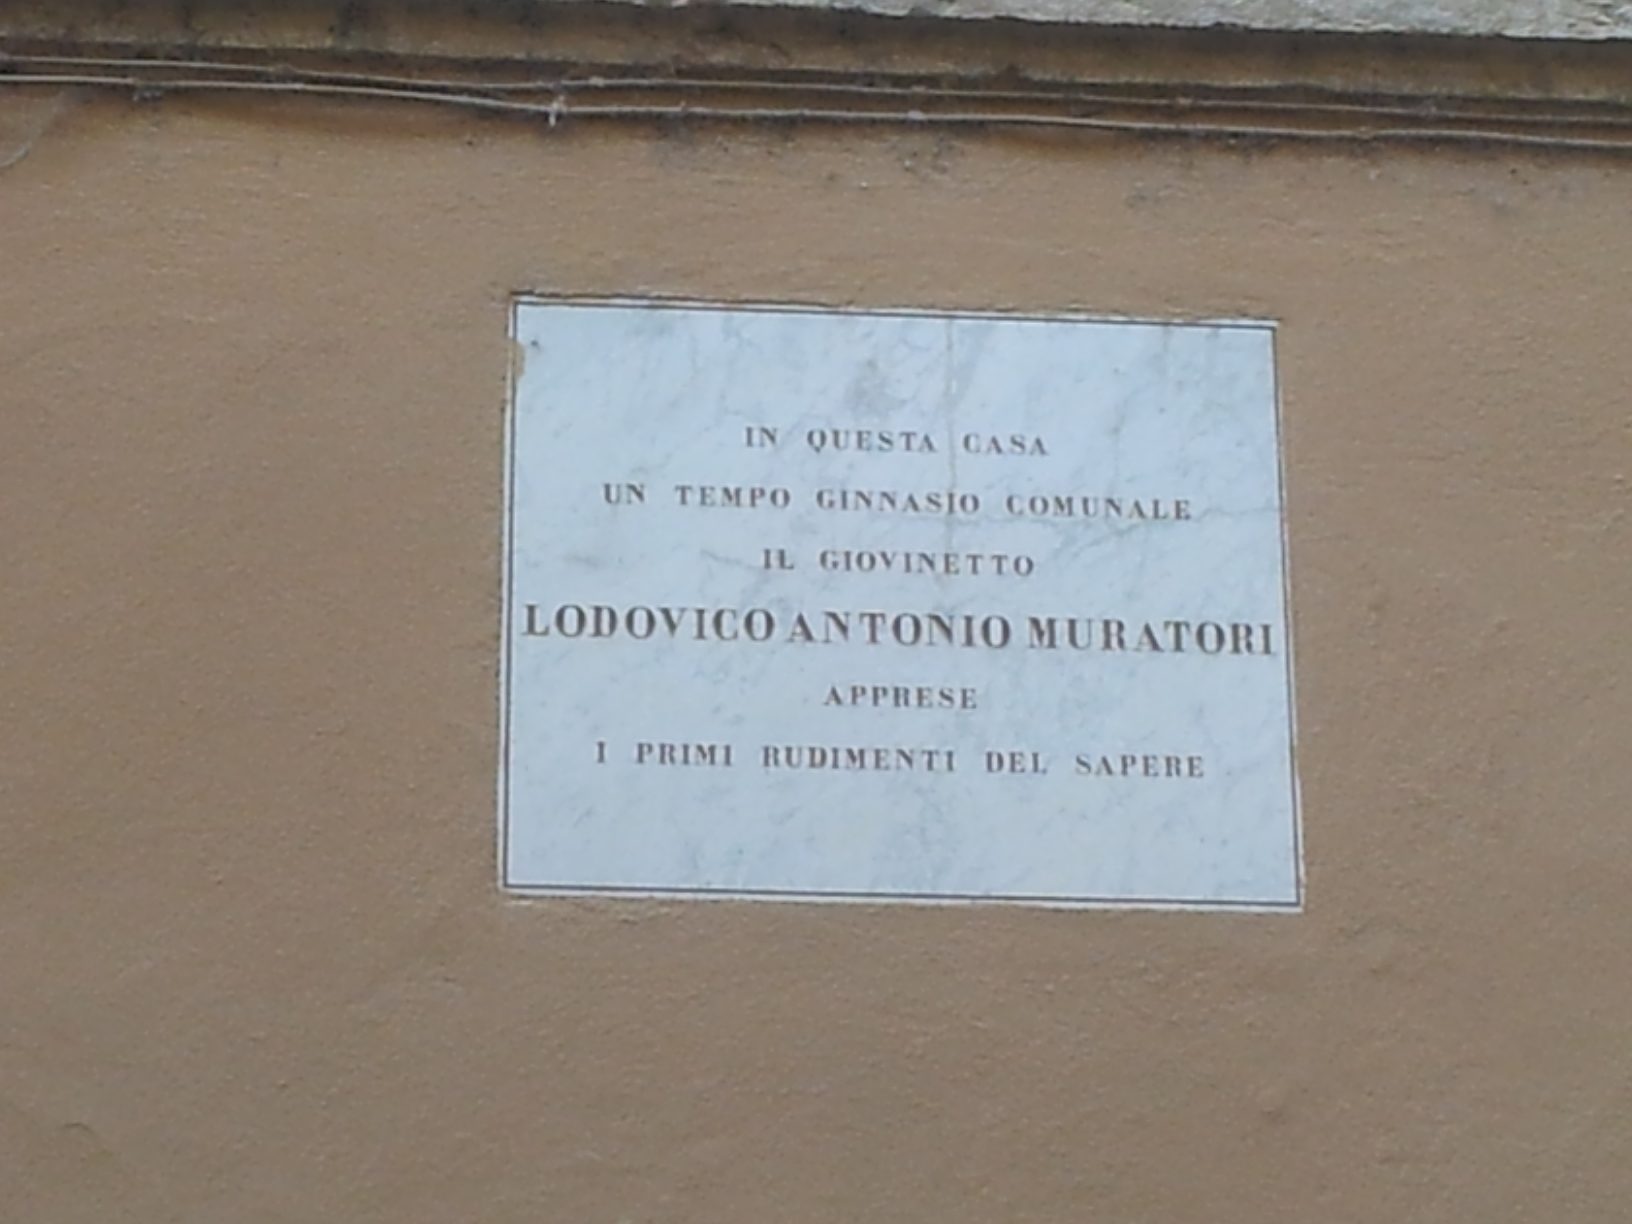 IN QUESTA CASA
UN TEMPO GINNASIO COMUNALE
IL GIOVINETTO
LODOVICO ANTONIO MURATORI
APPRESE
I PRIMI RUDIMENTI DEL SAPERE